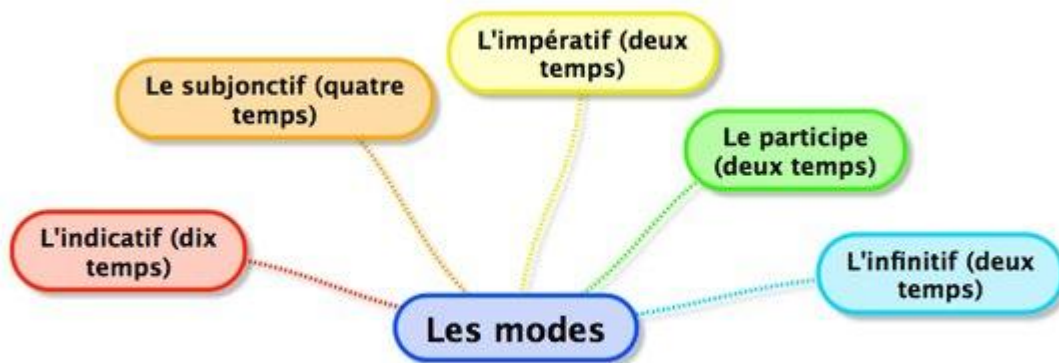 L'impératif (deux
temps)
Le subjonctif (quatre
temps)
Le participe
(deux temps)
L'indicatif (dix
temps)
L'infinitif (deux
temps)
Les modes